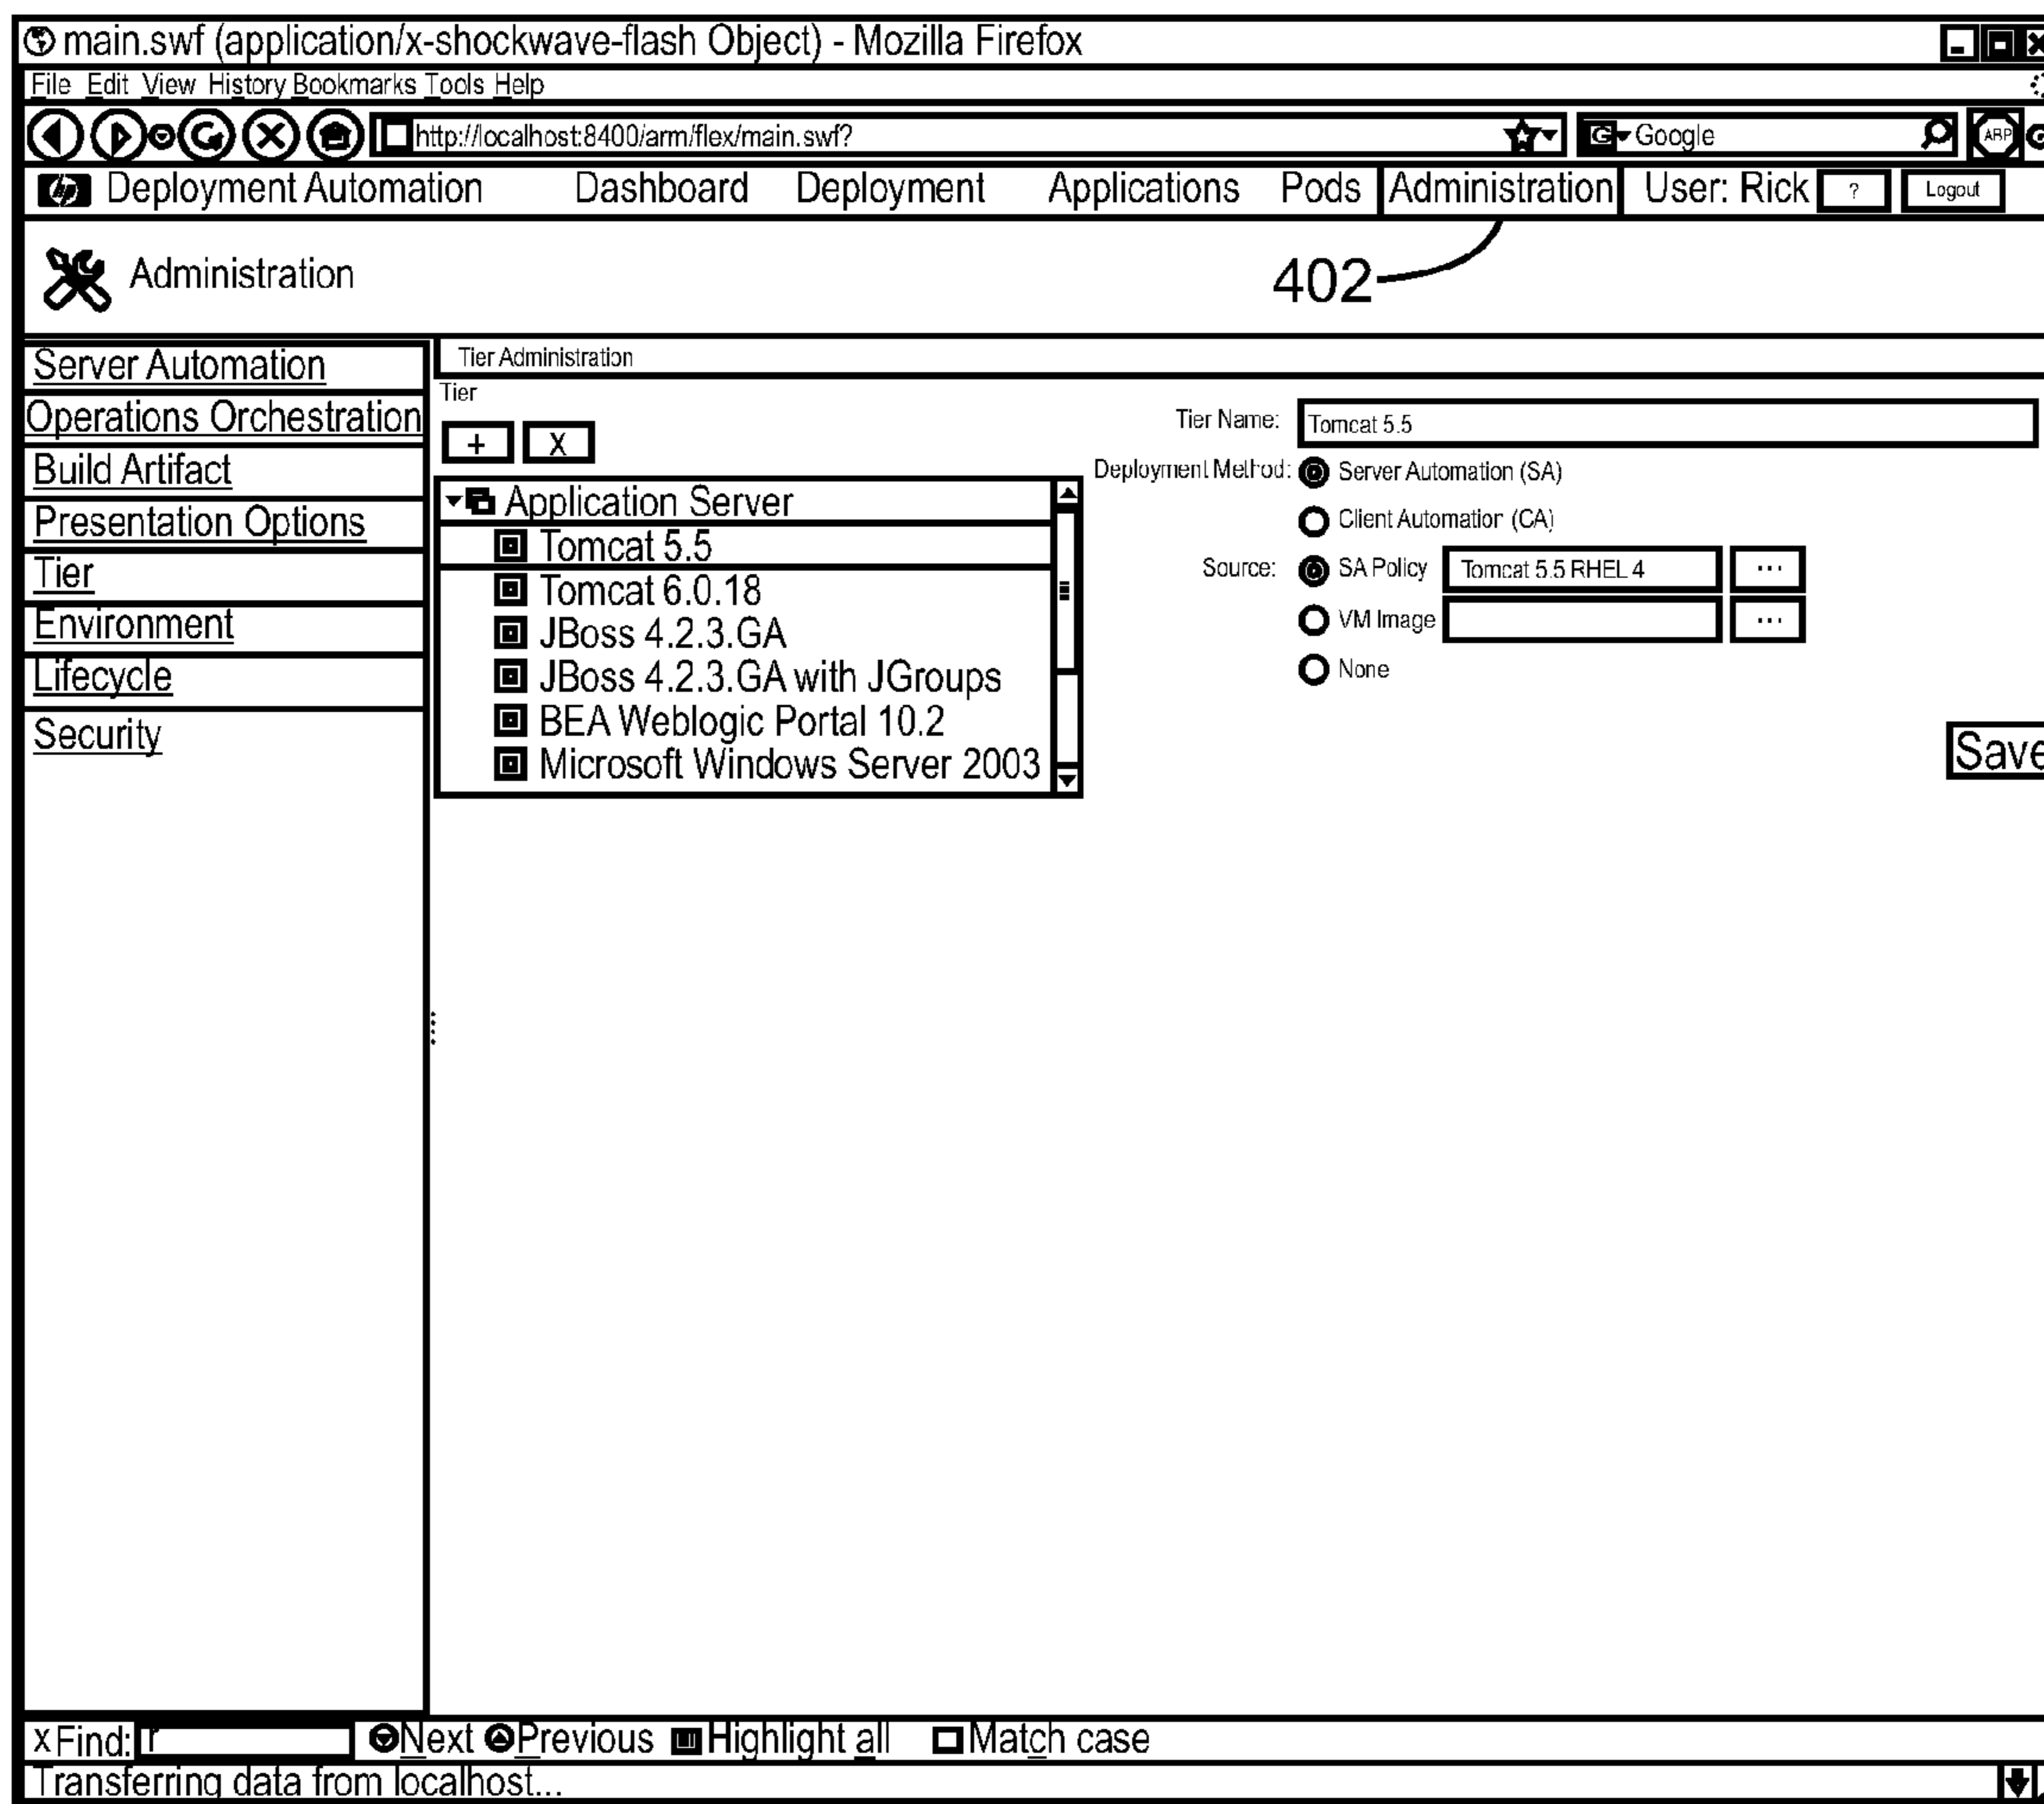 main.swf (application/x-shockwave-flash Object) - Mozilla Firefox
File Edit View History Bookmarks Tools Help
http://localhost:8400/arm/flex/main.swf? G Google ABP
hp Deployment Automation Dashboard Deployment Applications Pods Administration User: Rick ? Logout
Administration
402
Server Automation
Operations Orchestration
Build Artifact
Presentation Options
Tier
Environment
Lifecycle
Security
Tier Administration
Tier
+ X
Application Server
Tomcat 5.5
Tomcat 6.0.18
JBoss 4.2.3.GA
JBoss 4.2.3.GA with JGroups
BEA Weblogic Portal 10.2
Microsoft Windows Server 2003
Tier Name: Tomcat 5.5
Deployment Method: Server Automation (SA)
Client Automation (CA)
Source: SA Policy Tomcat 5.5 RHEL 4 ...
VM Image ...
None
Save
x Find: r Next Previous Highlight all Match case
Transferring data from localhost...